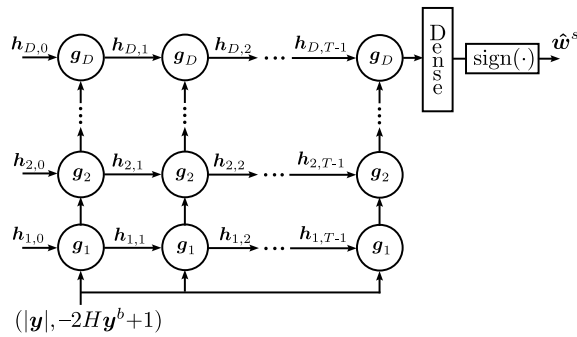 h_{D,0} g_D h_{D,1} g_D h_{D,2} ··· h_{D,T-1} g_D Dense sign(·) ŵ^s
h_{2,0} g_2 h_{2,1} g_2 h_{2,2} ··· h_{2,T-1} g_2
h_{1,0} g_1 h_{1,1} g_1 h_{1,2} ··· h_{1,T-1} g_1
(|y|, -2Hy^b+1)